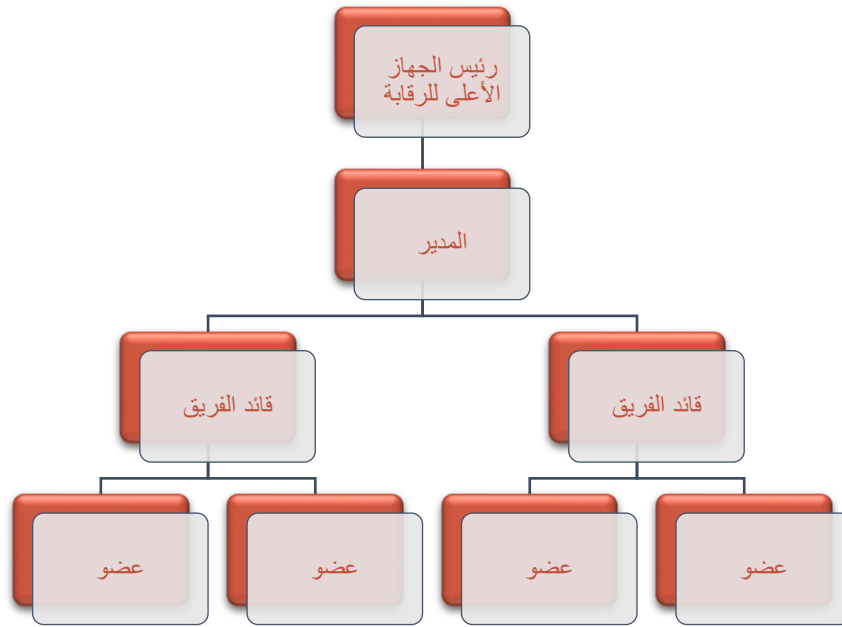 رئيس الجهاز
الأعلى للرقابة
المدير
قائد الفريق
قائد الفريق
عضو
عضو
عضو
عضو